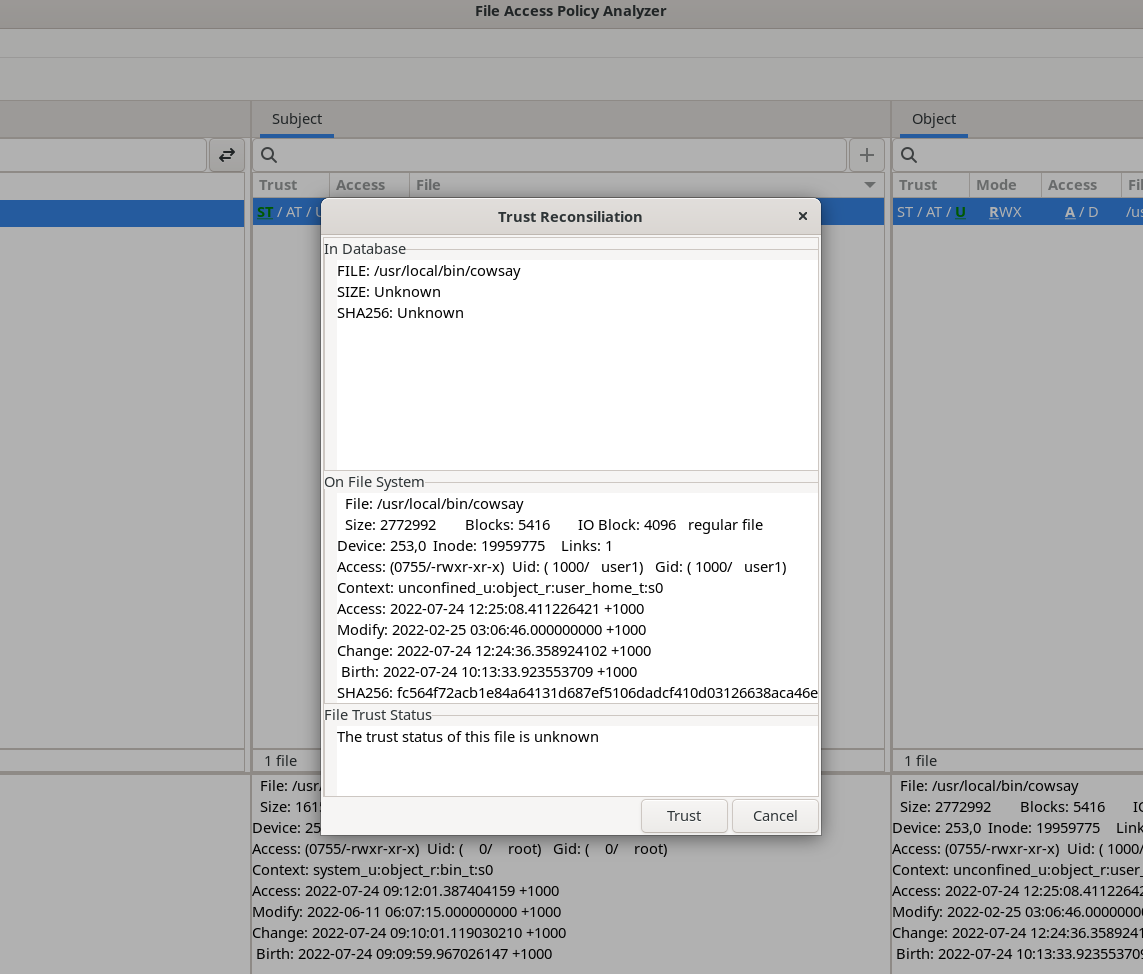 File Access Policy Analyzer
Subject
Object
Trust Access File
Trust Mode Access
ST / AT /
ST / AT / U RWX A / D
Trust Reconsiliation
In Database
FILE: /usr/local/bin/cowsay
SIZE: Unknown
SHA256: Unknown
On File System
File: /usr/local/bin/cowsay
Size: 2772992 Blocks: 5416 IO Block: 4096 regular file
Device: 253,0 Inode: 19959775 Links: 1
Access: (0755/-rwxr-xr-x) Uid: ( 1000/ user1) Gid: ( 1000/ user1)
Context: unconfined_u:object_r:user_home_t:s0
Access: 2022-07-24 12:25:08.411226421 +1000
Modify: 2022-02-25 03:06:46.000000000 +1000
Change: 2022-07-24 12:24:36.358924102 +1000
Birth: 2022-07-24 10:13:33.923553709 +1000
SHA256: fc564f72acb1e84a64131d687ef5106dadcf410d03126638aca46e
File Trust Status
The trust status of this file is unknown
Trust
Cancel
1 file
File: /usr
Size: 161
Device: 25
Access: (0755/-rwxr-xr-x) Uid: ( 0/ root) Gid: ( 0/ root)
Context: system_u:object_r:bin_t:s0
Access: 2022-07-24 09:12:01.387404159 +1000
Modify: 2022-06-11 06:07:15.000000000 +1000
Change: 2022-07-24 09:10:01.119030210 +1000
Birth: 2022-07-24 09:09:59.967026147 +1000
1 file
File: /usr/local/bin/cowsay
Size: 2772992 Blocks: 5416 IO
Device: 253,0 Inode: 19959775 Link
Access: (0755/-rwxr-xr-x) Uid: ( 1000/
Context: unconfined_u:object_r:user_
Access: 2022-07-24 12:25:08.41122642
Modify: 2022-02-25 03:06:46.0000000
Change: 2022-07-24 12:24:36.3589241
Birth: 2022-07-24 10:13:33.92355370